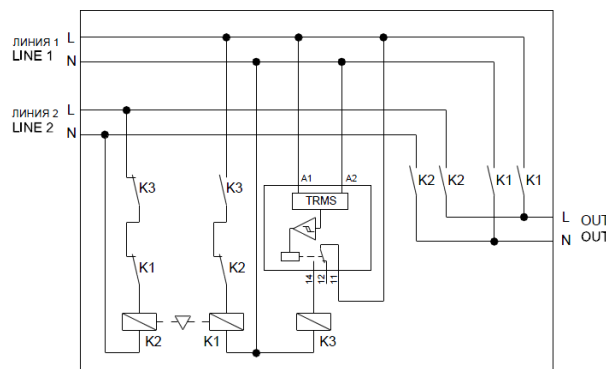 ЛИНИЯ 1 L
LINE 1 N
ЛИНИЯ 2 L
LINE 2 N
K3
K3
A1
A2
TRMS
K2
K2
K1
K1
L OUT
N OUT
K1
K2
14
12
11
K2
K1
K3